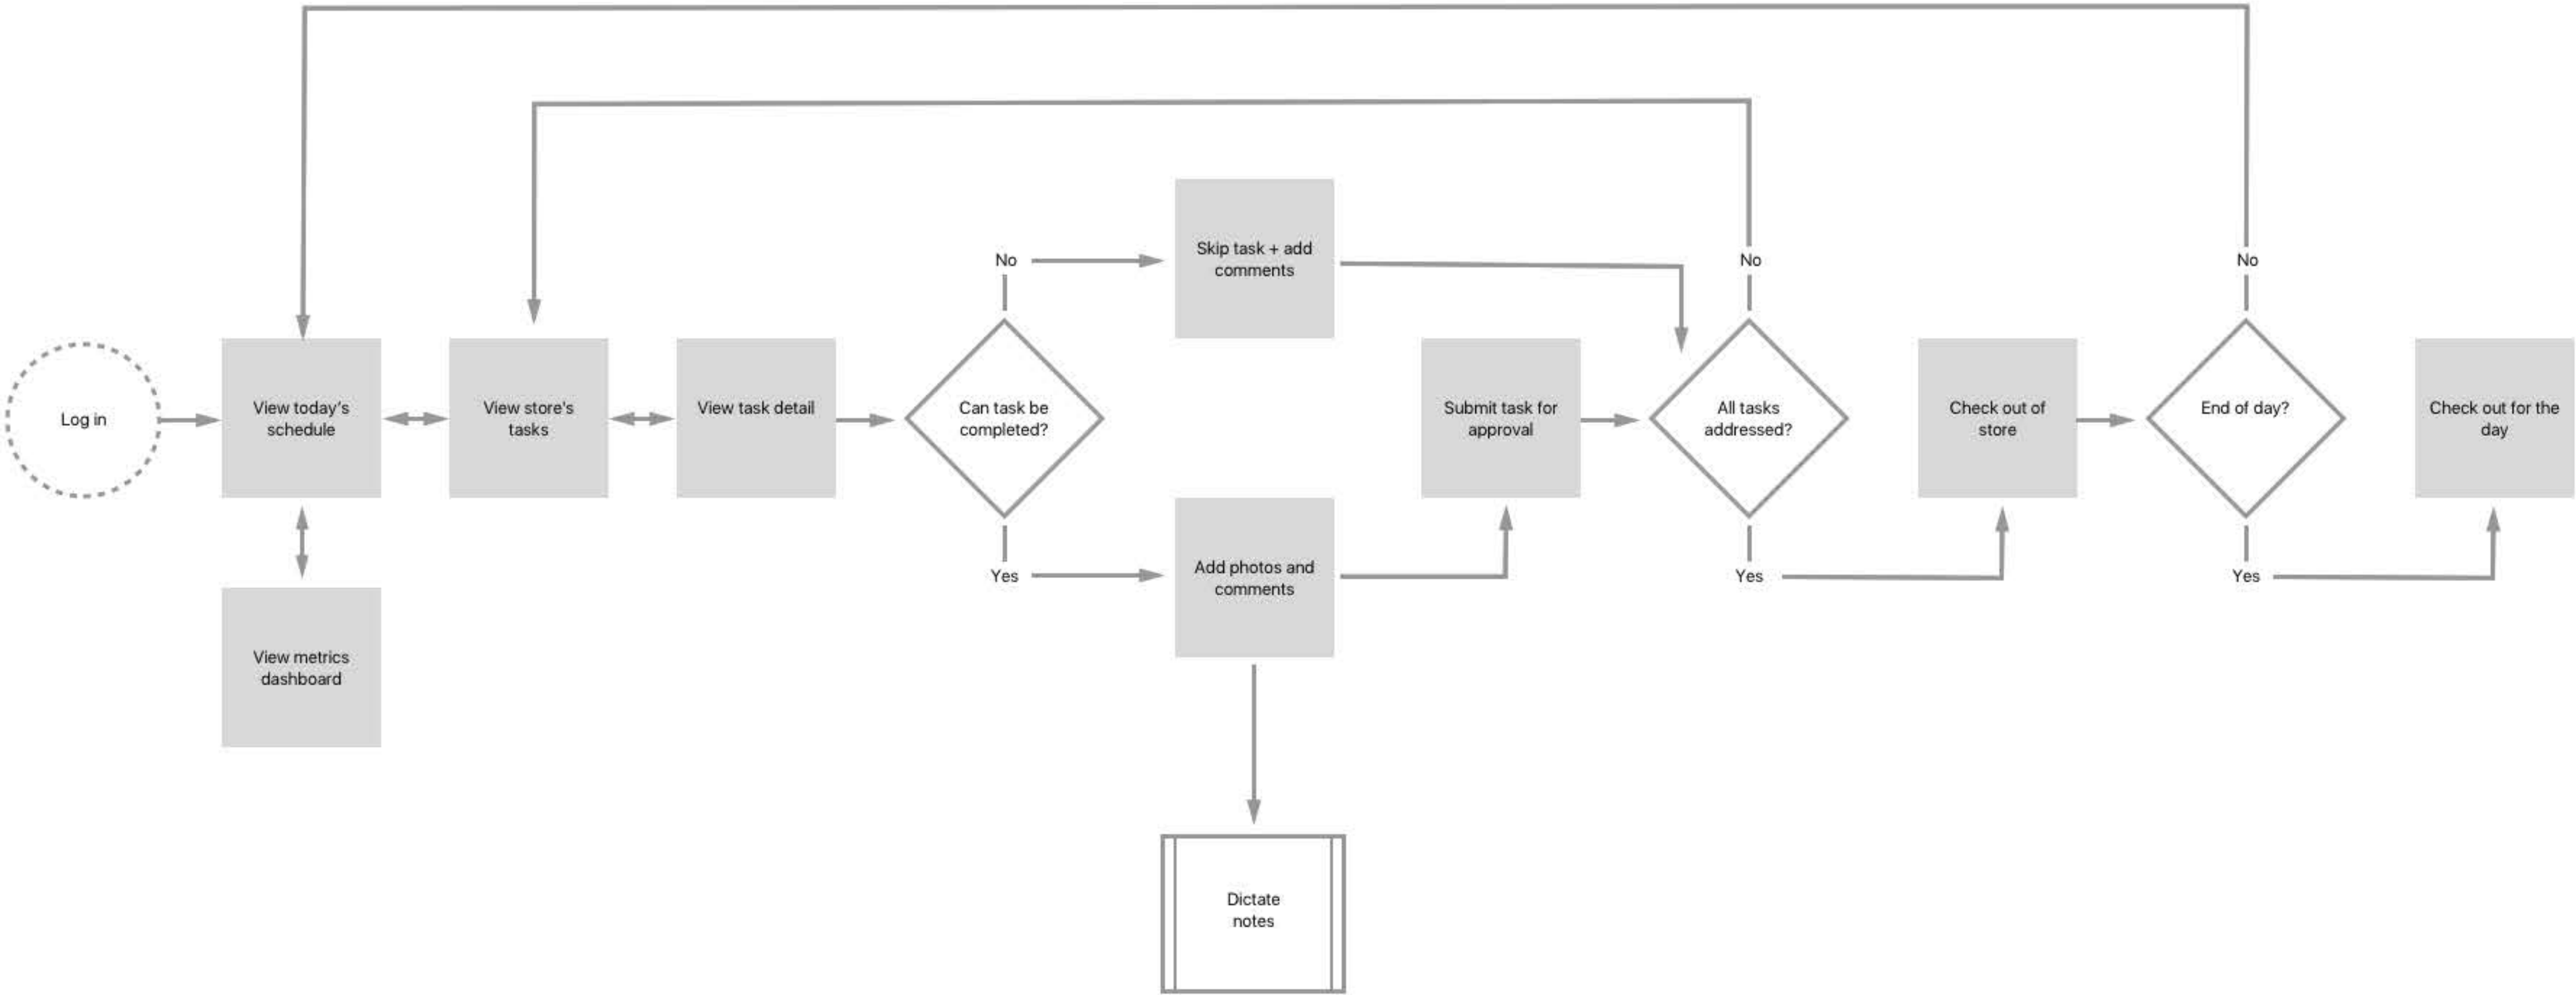 Log in
View today's
schedule
View metrics
dashboard
View store's
tasks
View task detail
Can task be
completed?
No
Yes
Skip task + add
comments
Add photos and
comments
Dictate
notes
Submit task for
approval
All tasks
addressed?
No
Yes
Check out of
store
End of day?
No
Yes
Check out for the
day